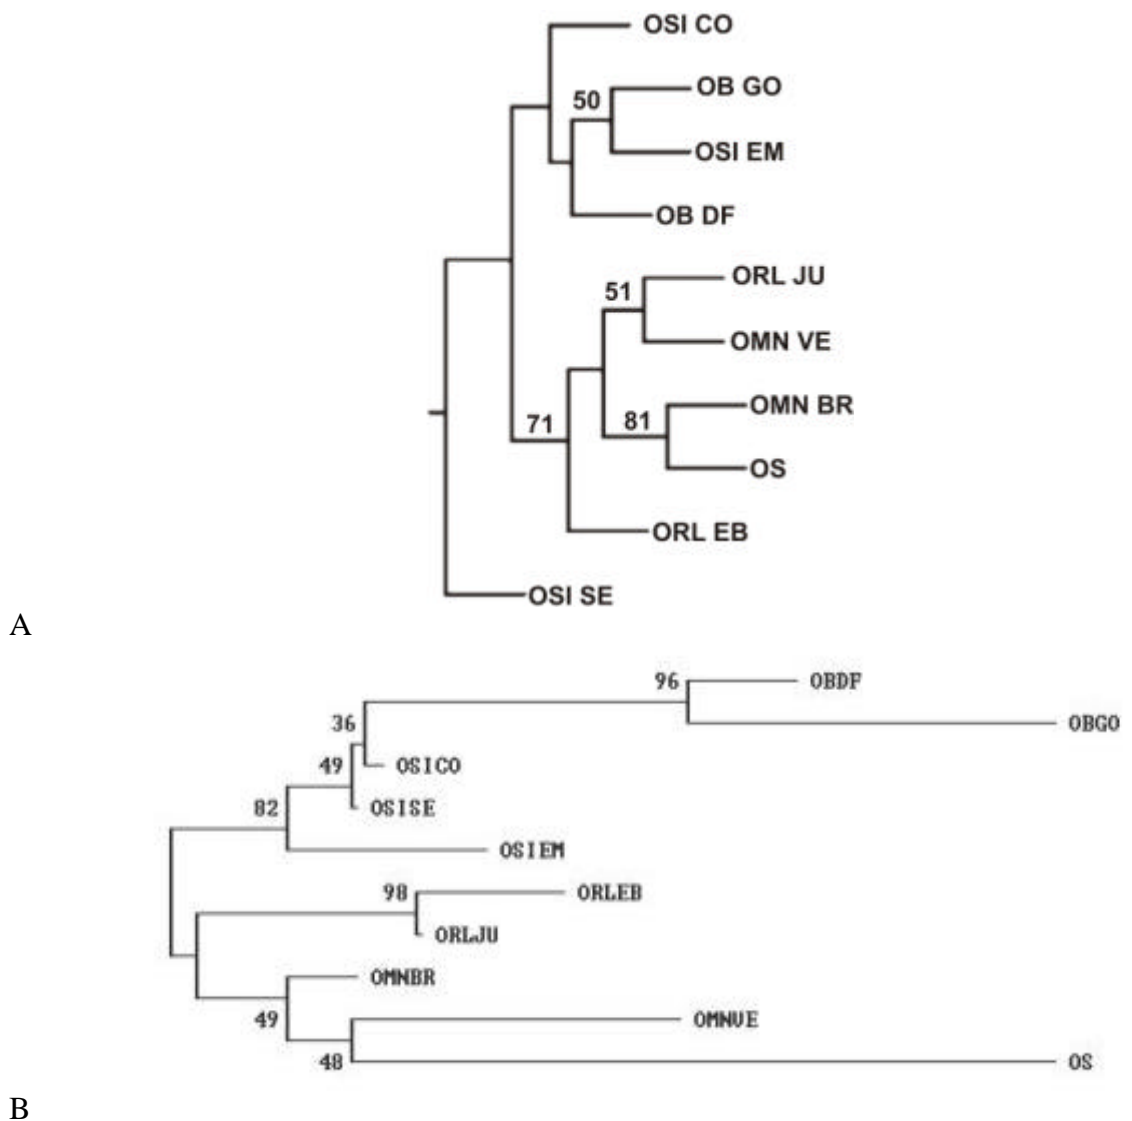 OSI CO
OB GO
50
OSI EM
OB DF
ORL JU
51
OMN VE
OMN BR
71
81
OS
ORL EB
OSI SE
A
96
OBDF
36
OBGO
49
OSICO
82
OSISE
OSIEM
98
ORLEB
ORLJU
OMNBR
49
OMNVE
48
OS
B